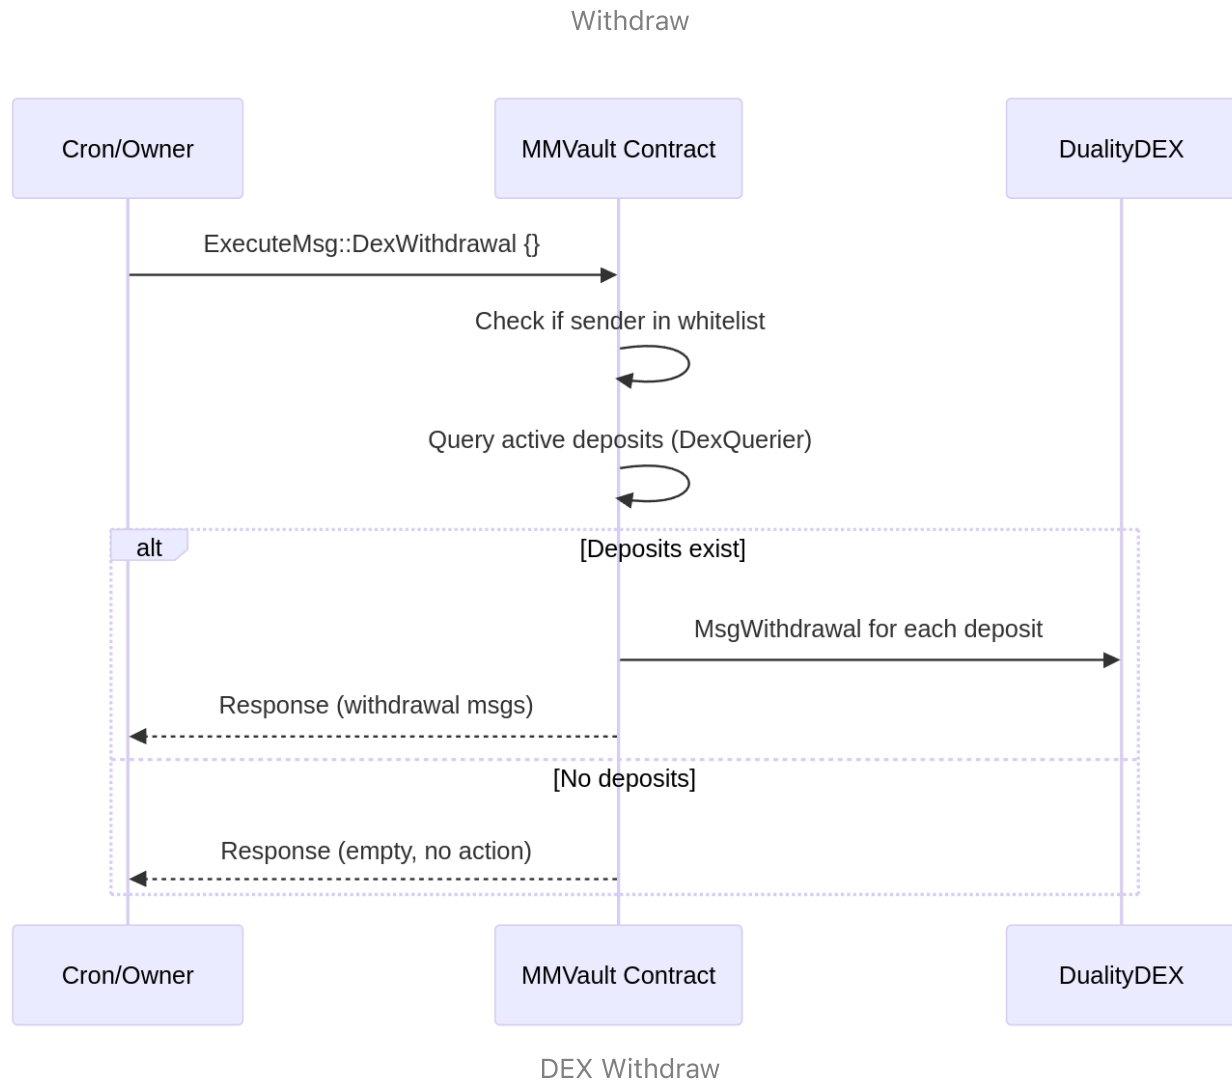 Withdraw
Cron/Owner
MMVault Contract
DualityDEX
ExecuteMsg::DexWithdrawal {}
Check if sender in whitelist
Query active deposits (DexQuerier)
alt
[Deposits exist]
MsgWithdrawal for each deposit
Response (withdrawal msgs)
[No deposits]
Response (empty, no action)
Cron/Owner
MMVault Contract
DualityDEX
DEX Withdraw